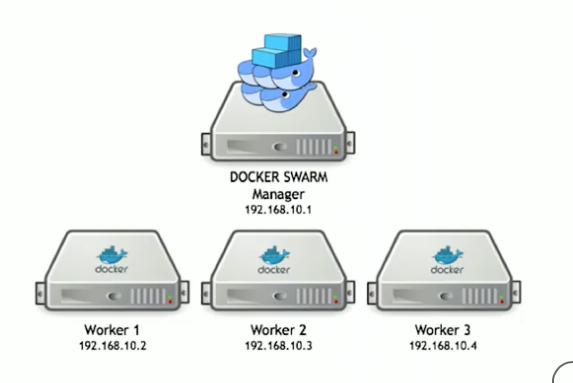 DOCKER SWARM
Manager
192.168.10.1
docker
docker
docker
Worker 1
192.168.10.2
Worker 2
192.168.10.3
Worker 3
192.168.10.4